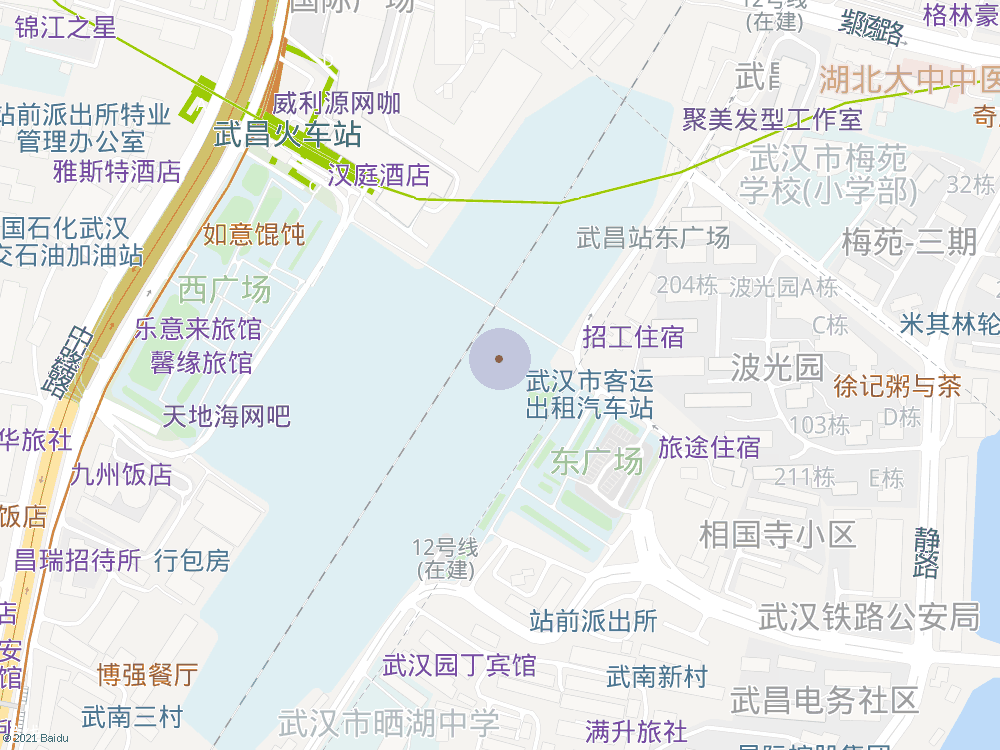 国际广场
12号线
(在建)
锦江之星
格林豪
武昌
湖北大中中医
威利源网咖
站前派出所特业
管理办公室
武昌火车站
聚美发型工作室
奇
雅斯特酒店
汉庭酒店
武汉市梅苑
学校(小学部)
32栋
国石化武汉
交石油加油站
如意馄饨
武昌站东广场
梅苑-三期
西广场
204栋
波光园A栋
乐意来旅馆
招工住宿
C栋
米其林轮
馨缘旅馆
波光园
武汉市客运
出租汽车站
徐记粥与茶
天地海网吧
103栋
D栋
华旅社
旅途住宿
九州饭店
东广场
211栋
E栋
饭店
相国寺小区
静
路
12号线
(在建)
昌瑞招待所
行包房
店
站前派出所
武汉铁路公安局
安
馆
武汉园丁宾馆
博强餐厅
武南新村
武昌电务社区
武南三村
武汉市晒湖中学
满升旅社
© 2021 Baidu